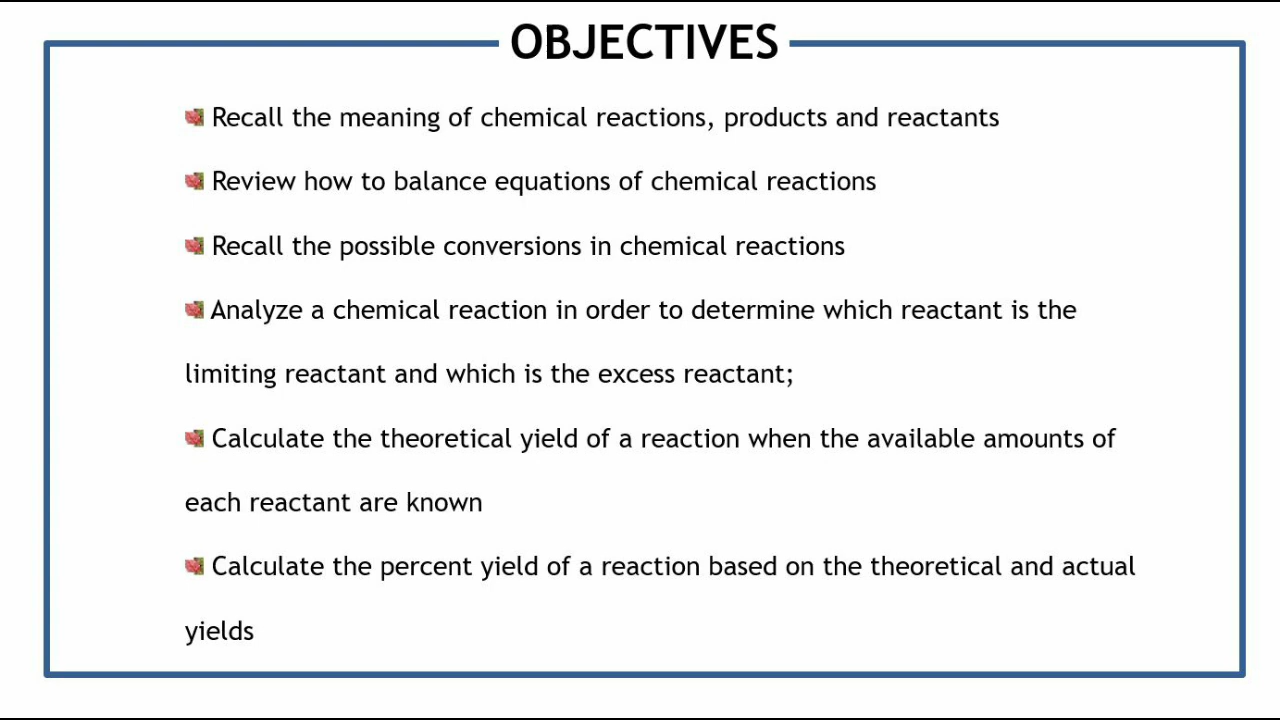 OBJECTIVES
Recall the meaning of chemical reactions, products and reactants
Review how to balance equations of chemical reactions
Recall the possible conversions in chemical reactions
Analyze a chemical reaction in order to determine which reactant is the
limiting reactant and which is the excess reactant;
Calculate the theoretical yield of a reaction when the available amounts of
each reactant are known
Calculate the percent yield of a reaction based on the theoretical and actual
yields